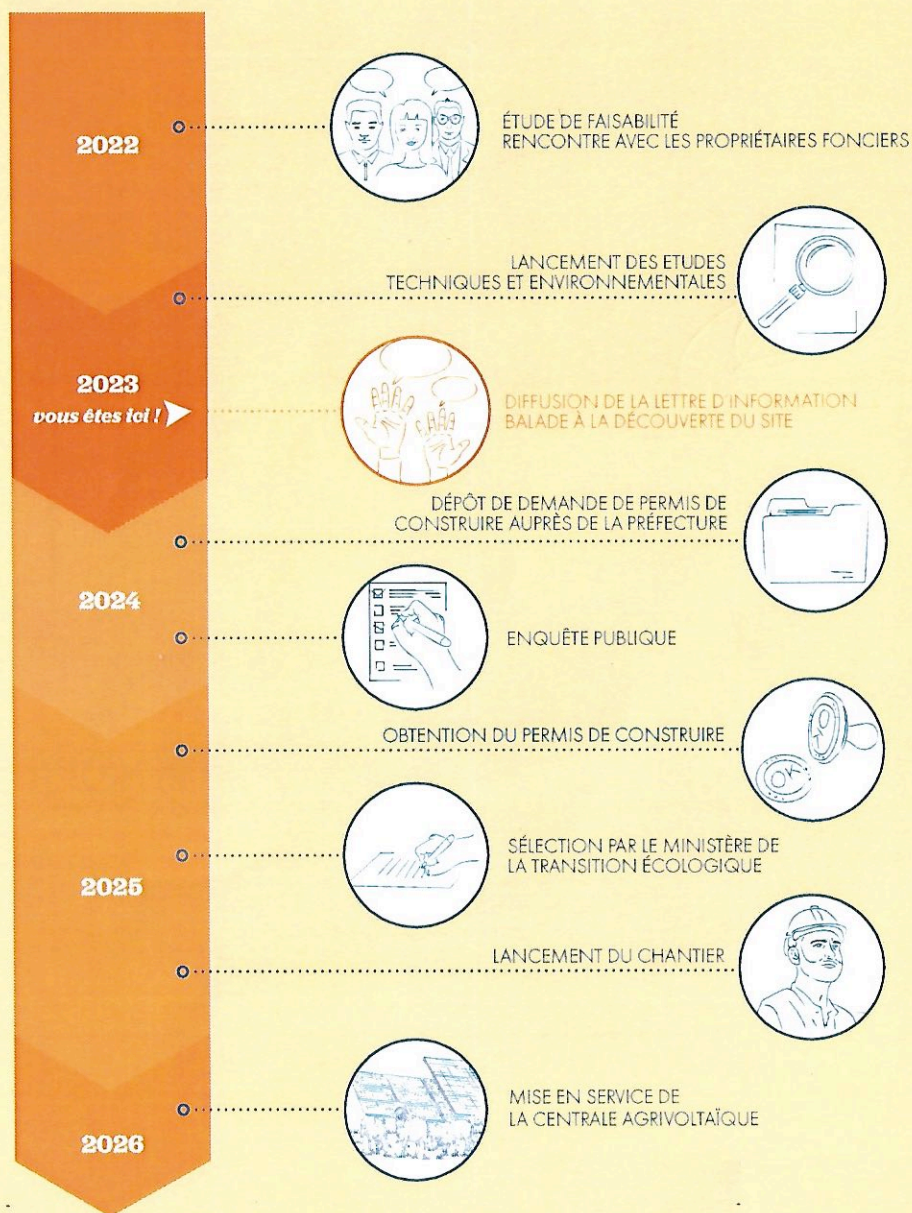 2022
ÉTUDE DE FAISABILITÉ
RENCONTRE AVEC LES PROPRIÉTAIRES FONCIERS
LANCEMENT DES ETUDES
TECHNIQUES ET ENVIRONNEMENTALES
2023
vous êtes ici !
DIFFUSION DE LA LETTRE D'INFORMATION
BALADE À LA DÉCOUVERTE DU SITE
DÉPÔT DE DEMANDE DE PERMIS DE
CONSTRUIRE AUPRÈS DE LA PRÉFECTURE
2024
ENQUÊTE PUBLIQUE
OBTENTION DU PERMIS DE CONSTRUIRE
OK
OK
SÉLECTION PAR LE MINISTÈRE DE
LA TRANSITION ÉCOLOGIQUE
2025
LANCEMENT DU CHANTIER
MISE EN SERVICE DE
LA CENTRALE AGRIVOLTAÏQUE
2026